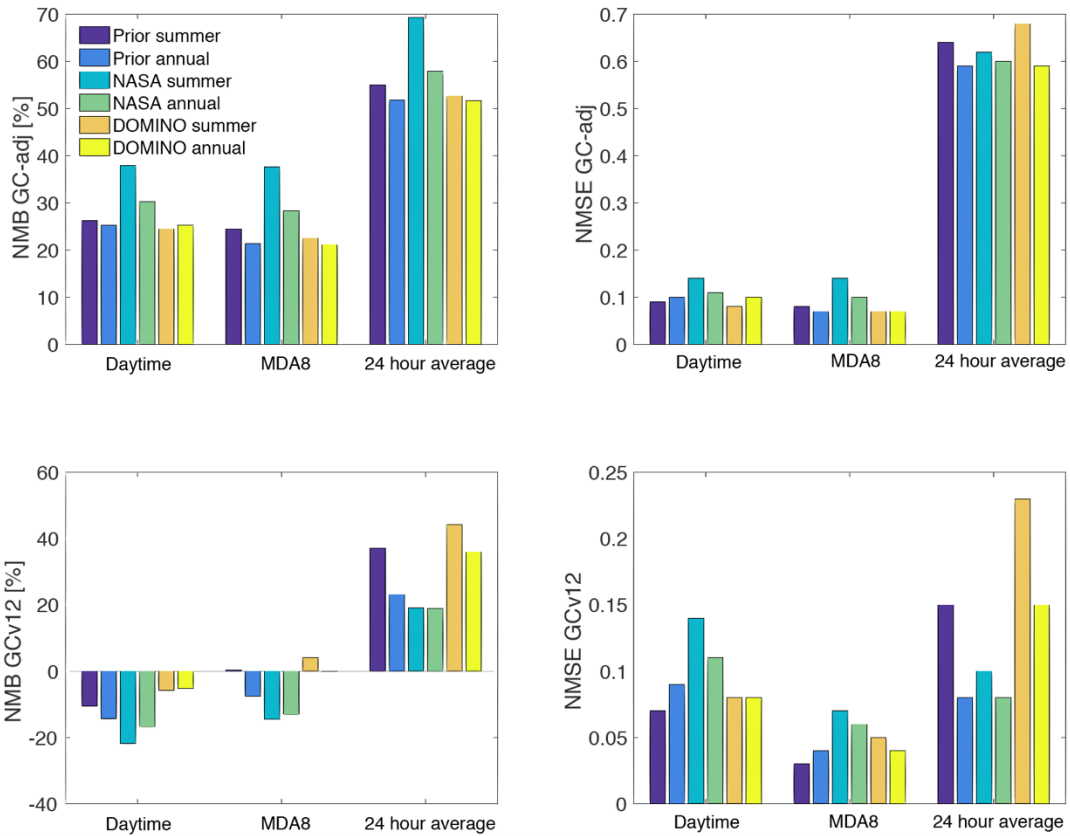 NMB GC-adj [%]
70
60
50
40
30
20
10
0
Prior summer
Prior annual
NASA summer
NASA annual
DOMINO summer
DOMINO annual
Daytime
MDA8
24 hour average
NMSE GC-adj
0.7
0.6
0.5
0.4
0.3
0.2
0.1
0
Daytime
MDA8
24 hour average
NMB GCv12 [%]
60
40
20
0
-20
-40
Daytime
MDA8
24 hour average
NMSE GCv12
0.25
0.2
0.15
0.1
0.05
0
Daytime
MDA8
24 hour average